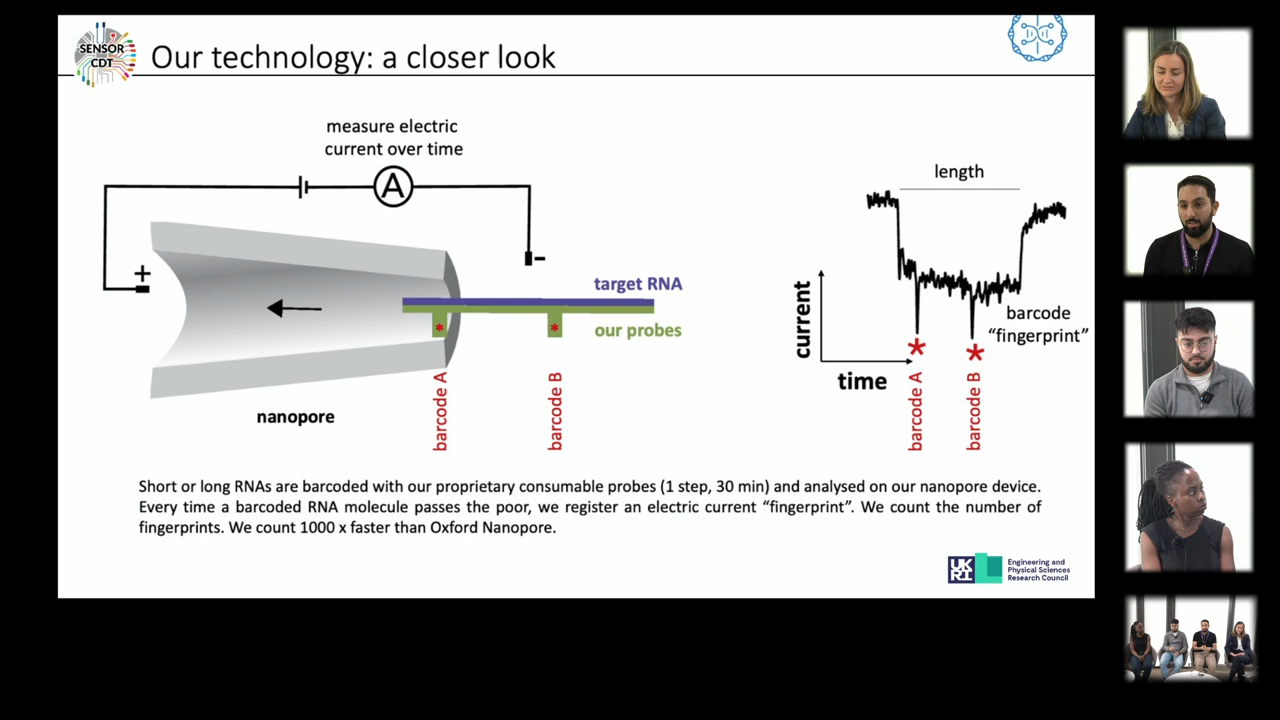 SENSOR
CDT
Our technology: a closer look
measure electric
current over time
A
+
-
target RNA
our probes
*
*
barcode A
barcode B
nanopore
length
current
time
barcode
“fingerprint”
*
*
barcode A
barcode B
Short or long RNAs are barcoded with our proprietary consumable probes (1 step, 30 min) and analysed on our nanopore device.
Every time a barcoded RNA molecule passes the poor, we register an electric current “fingerprint”. We count the number of
fingerprints. We count 1000 x faster than Oxford Nanopore.
UK
RI
Engineering and
Physical Sciences
Research Council